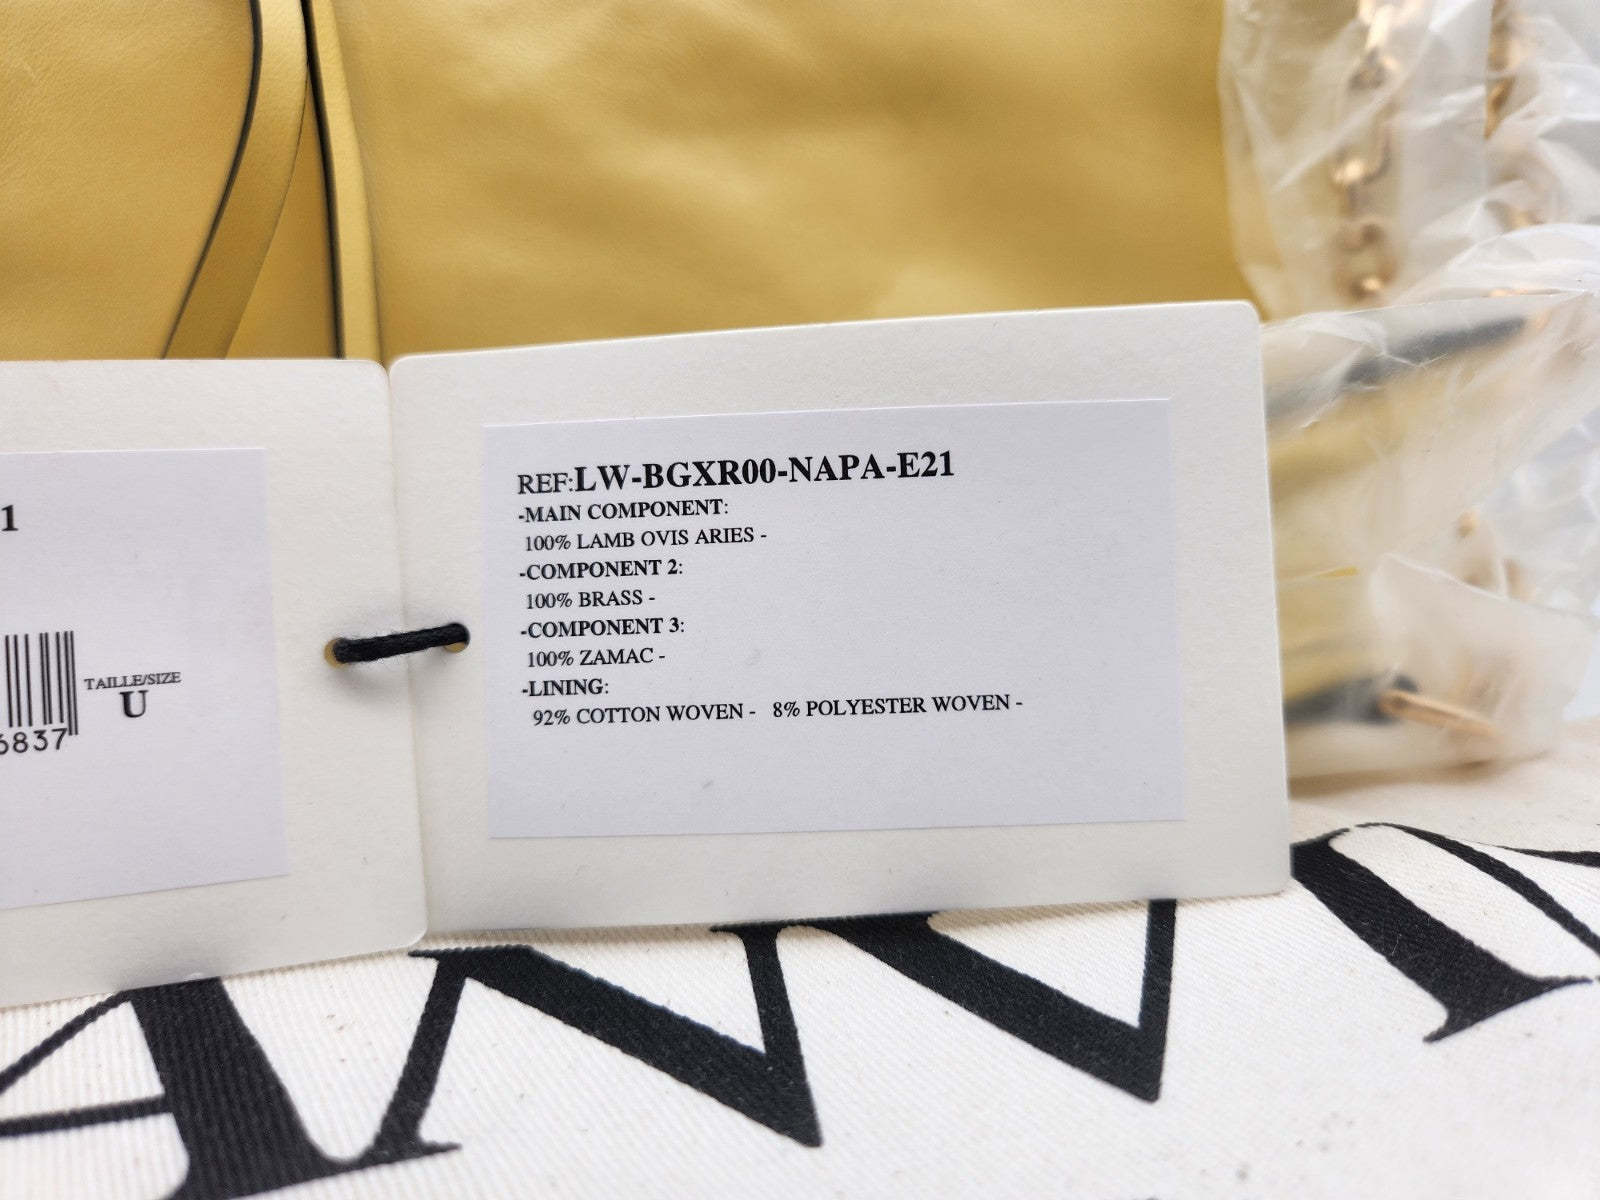 1
TAILLE/SIZE
U
6837
REF:LW-BGXR00-NAPA-E21
-MAIN COMPONENT:
100% LAMB OVIS ARIES -
-COMPONENT 2:
100% BRASS -
-COMPONENT 3:
100% ZAMAC -
-LINING:
92% COTTON WOVEN - 8% POLYESTER WOVEN -